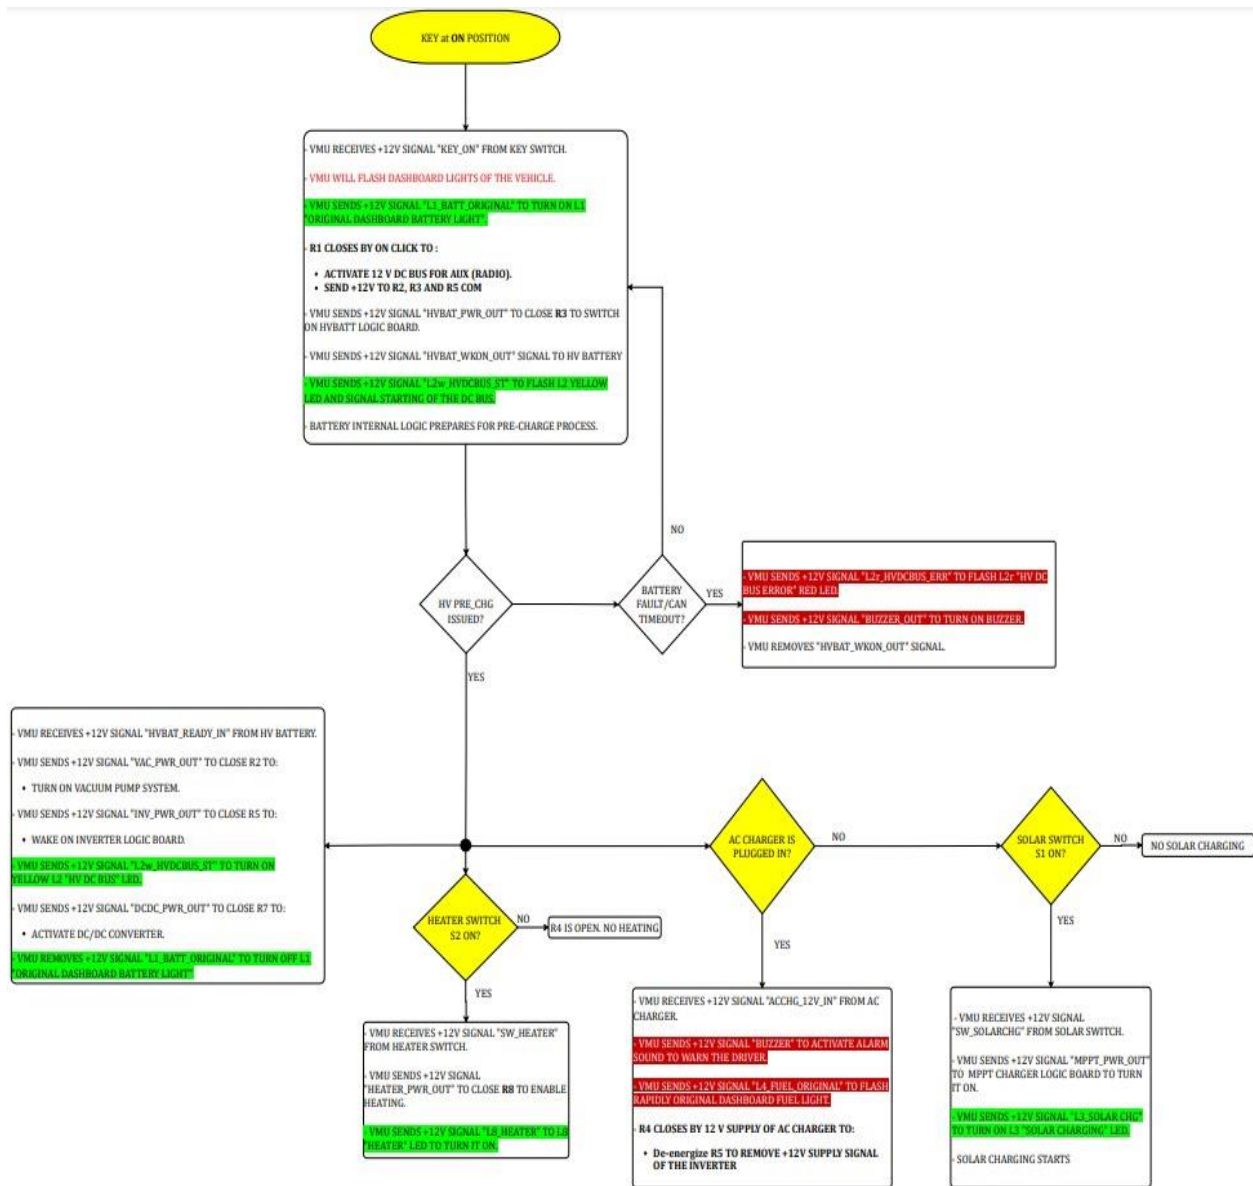 KEY at ON POSITION
- VMU RECEIVES +12V SIGNAL "KEY_ON" FROM KEY SWITCH.
- VMU WILL FLASH DASHBOARD LIGHTS OF THE VEHICLE.
- VMU SENDS +12V SIGNAL "L1_BATT_ORIGINAL" TO TURN ON L1
"ORIGINAL DASHBOARD BATTERY LIGHT".
- R1 CLOSES BY ON CLICK TO :
• ACTIVATE 12 V DC BUS FOR AUX (RADIO).
• SEND +12V TO R2, R3 AND R5 COM
- VMU SENDS +12V SIGNAL "HVBAT_PWR_OUT" TO CLOSE R3 TO SWITCH
ON HVBATT LOGIC BOARD.
- VMU SENDS +12V SIGNAL "HVBAT_WKON_OUT" SIGNAL TO HV BATTERY
- VMU SENDS +12V SIGNAL "L2w_HVDCBUS_ST" TO FLASH L2 YELLOW
LED AND SIGNAL STARTING OF THE DC BUS.
- BATTERY INTERNAL LOGIC PREPARES FOR PRE-CHARGE PROCESS.
HV PRE_CHG
ISSUED?
YES
BATTERY
FAULT/CAN
TIMEOUT?
NO
YES
- VMU SENDS +12V SIGNAL "L2r_HVDCBUS_ERR" TO FLASH L2r "HV DC
BUS ERROR" RED LED.
- VMU SENDS +12V SIGNAL "BUZZER_OUT" TO TURN ON BUZZER.
- VMU REMOVES "HVBAT_WKON_OUT" SIGNAL.
- VMU RECEIVES +12V SIGNAL "HVBAT_READY_IN" FROM HV BATTERY.
- VMU SENDS +12V SIGNAL "VAC_PWR_OUT" TO CLOSE R2 TO:
• TURN ON VACUUM PUMP SYSTEM.
- VMU SENDS +12V SIGNAL "INV_PWR_OUT" TO CLOSE R5 TO:
• WAKE ON INVERTER LOGIC BOARD.
- VMU SENDS +12V SIGNAL "L2w_HVDCBUS_ST" TO TURN ON
YELLOW L2 "HV DC BUS" LED.
- VMU SENDS +12V SIGNAL "DCDC_PWR_OUT" TO CLOSE R7 TO:
• ACTIVATE DC/DC CONVERTER.
- VMU REMOVES +12V SIGNAL "L1_BATT_ORIGINAL" TO TURN OFF L1
"ORIGINAL DASHBOARD BATTERY LIGHT"
HEATER SWITCH
S2 ON?
NO
R4 IS OPEN. NO HEATING
YES
- VMU RECEIVES +12V SIGNAL "SW_HEATER"
FROM HEATER SWITCH.
- VMU SENDS +12V SIGNAL
"HEATER_PWR_OUT" TO CLOSE R8 TO ENABLE
HEATING.
- VMU SENDS +12V SIGNAL "L8_HEATER" TO L8
"HEATER" LED TO TURN IT ON.
AC CHARGER IS
PLUGGED IN?
NO
YES
- VMU RECEIVES +12V SIGNAL "ACCHG_12V_IN" FROM AC
CHARGER.
- VMU SENDS +12V SIGNAL "BUZZER" TO ACTIVATE ALARM
SOUND TO WARN THE DRIVER.
- VMU SENDS +12V SIGNAL "L4_FUEL_ORIGINAL" TO FLASH
RAPIDLY ORIGINAL DASHBOARD FUEL LIGHT.
- R4 CLOSES BY 12 V SUPPLY OF AC CHARGER TO:
• De-energize R5 TO REMOVE +12V SUPPLY SIGNAL
OF THE INVERTER
SOLAR SWITCH
S1 ON?
NO
NO SOLAR CHARGING
YES
- VMU RECEIVES +12V SIGNAL
"SW_SOLARCHG" FROM SOLAR SWITCH.
- VMU SENDS +12V SIGNAL "MPPT_PWR_OUT"
TO MPPT CHARGER LOGIC BOARD TO TURN
IT ON.
- VMU SENDS +12V SIGNAL "L3_SOLAR CHG"
TO TURN ON L3 "SOLAR CHARGING" LED.
- SOLAR CHARGING STARTS